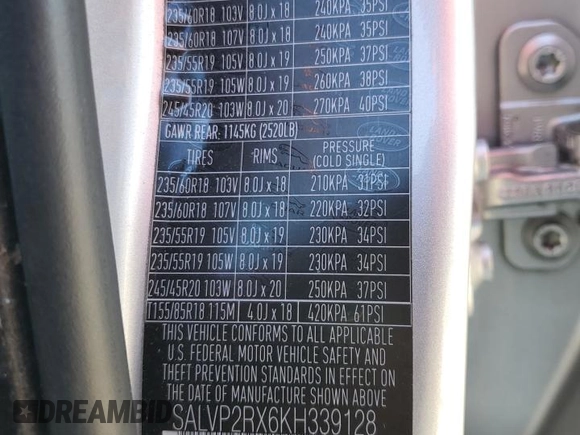 235/60R18 103V 8.0J x 18 240KPA 35PSI
235/60R18 107V 8.0J x 18 240KPA 35PSI
235/55R19 105V 8.0J x 19 250KPA 37PSI
235/55R19 105W 8.0J x 19 260KPA 38PSI
245/45R20 103W 8.0J x 20 270KPA 40PSI
GAWR REAR: 1145KG (2520LB)
TIRES RIMS PRESSURE
(COLD SINGLE)
235/60R18 103V 8.0J x 18 210KPA 31PSI
235/60R18 107V 8.0J x 18 220KPA 32PSI
235/55R19 105V 8.0J x 19 230KPA 34PSI
235/55R19 105W 8.0J x 19 230KPA 34PSI
245/45R20 103W 8.0J x 20 250KPA 37PSI
T155/85R18 115M 4.0J x 18 420KPA 61PSI
THIS VEHICLE CONFORMS TO ALL APPLICABLE
U.S. FEDERAL MOTOR VEHICLE SAFETY AND
THEFT PREVENTION STANDARDS IN EFFECT ON
THE DATE OF MANUFACTURE SHOWN ABOVE
SALVP2RX6KH339128
LAND ROVER
DREAMBID